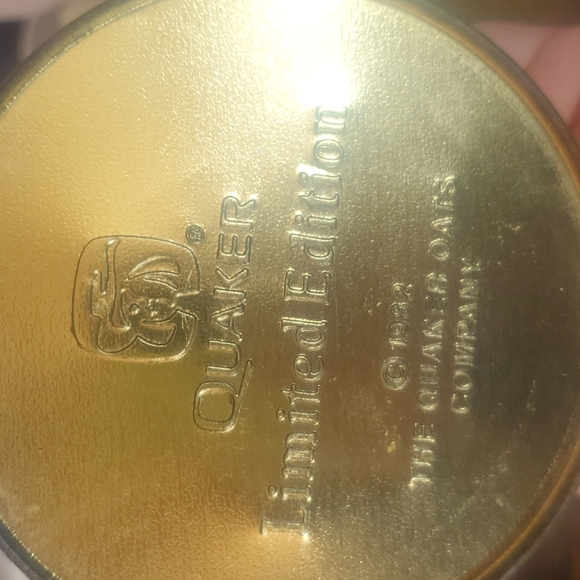 QUAKER®
Limited Edition
© 1982
THE QUAKER OATS
COMPANY